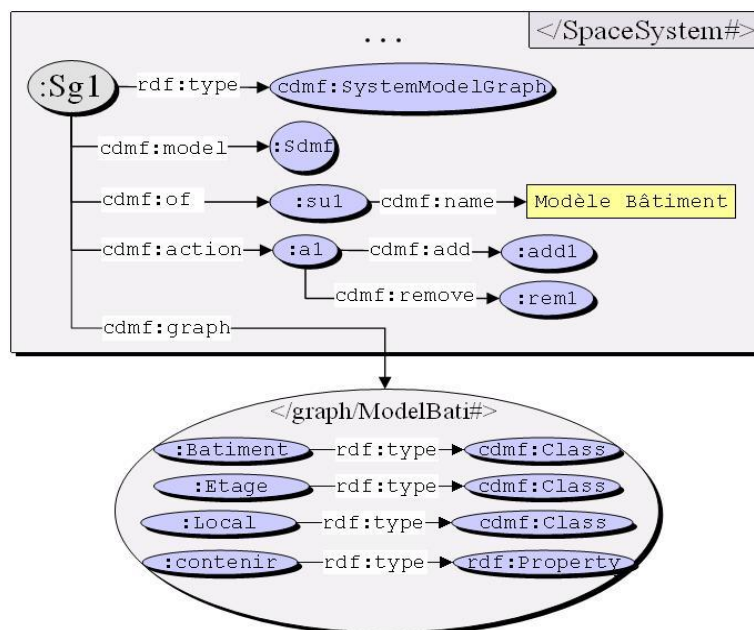 </SpaceSystem#>
...
:Sg1 rdf:type cdmf:SystemModelGraph
cdmf:model :Sdmf
cdmf:of :su1 cdmf:name Modèle Bâtiment
cdmf:action :a1 cdmf:add :add1
cdmf:remove :rem1
cdmf:graph
</graph/ModelBati#>
:Batiment rdf:type cdmf:Class
:Etage rdf:type cdmf:Class
:Local rdf:type cdmf:Class
:contenir rdf:type rdf:Property